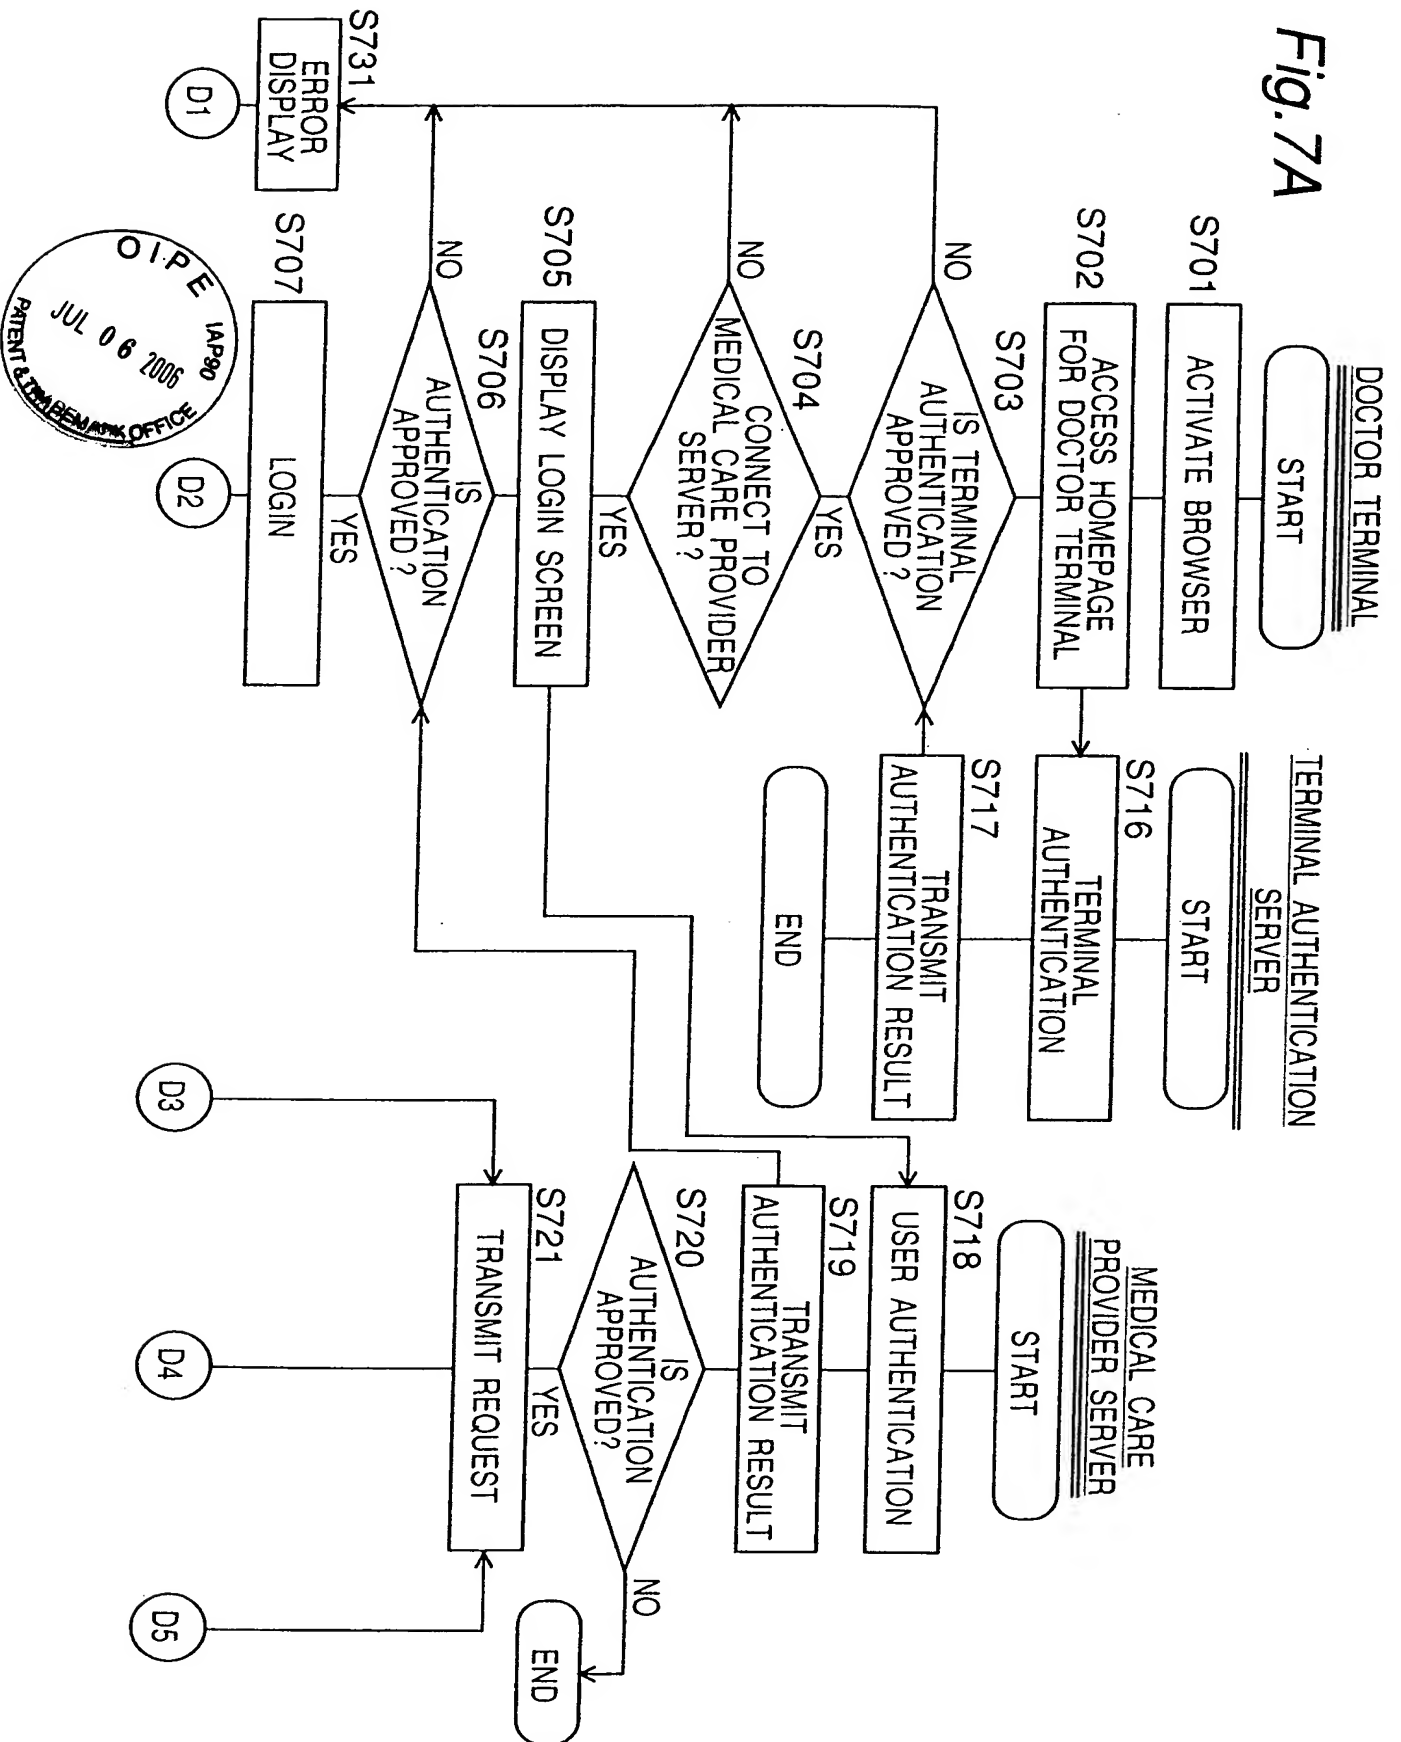 Fig.7A
DOCTOR TERMINAL
START
S701
ACTIVATE BROWSER
S702
ACCESS HOMEPAGE
FOR DOCTOR TERMINAL
S703
IS TERMINAL
AUTHENTICATION
APPROVED?
NO
YES
S704
CONNECT TO
MEDICAL CARE PROVIDER
SERVER?
NO
YES
S705
DISPLAY LOGIN SCREEN
S706
IS
AUTHENTICATION
APPROVED?
NO
YES
S707
LOGIN
S731
ERROR
DISPLAY
D1
D2
TERMINAL AUTHENTICATION
SERVER
START
S716
TERMINAL
AUTHENTICATION
S717
TRANSMIT
AUTHENTICATION RESULT
END
MEDICAL CARE
PROVIDER SERVER
START
S718
USER AUTHENTICATION
S719
TRANSMIT
AUTHENTICATION RESULT
S720
IS
AUTHENTICATION
APPROVED?
NO
YES
END
S721
TRANSMIT REQUEST
D3
D4
D5
OIPE
IAP90
JUL 06 2006
PATENT & TRADEMARK OFFICE